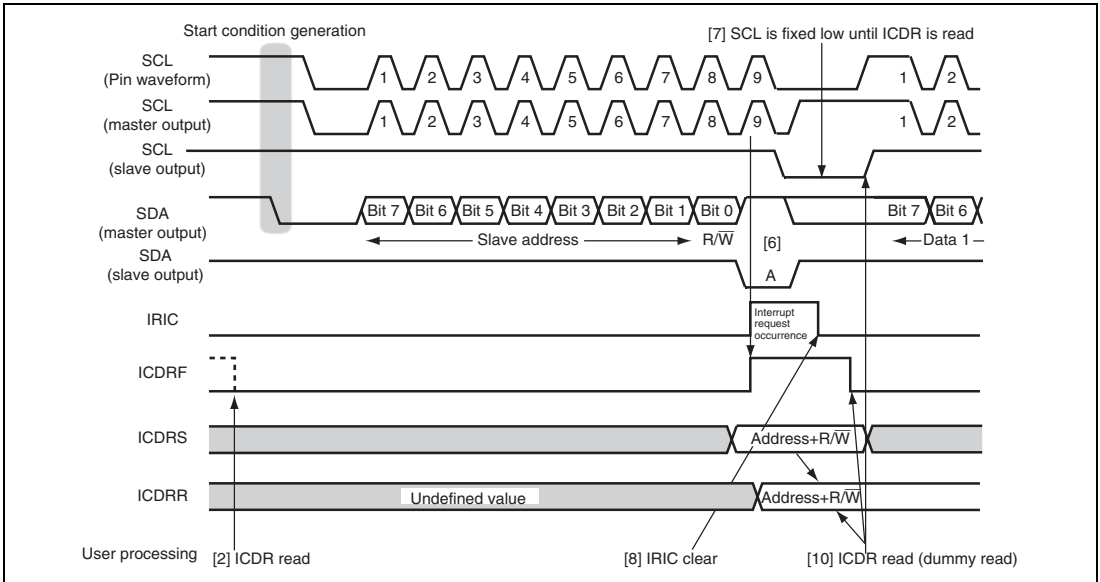 Start condition generation
[7] SCL is fixed low until ICDR is read
SCL
(Pin waveform)
1 2 3 4 5 6 7 8 9 1 2
SCL
(master output)
1 2 3 4 5 6 7 8 9 1 2
SCL
(slave output)
SDA
(master output)
Bit 7 Bit 6 Bit 5 Bit 4 Bit 3 Bit 2 Bit 1 Bit 0 Bit 7 Bit 6
Slave address R/W̅ [6] Data 1
SDA
(slave output)
A
IRIC
Interrupt
request
occurrence
ICDRF
ICDRS
Address+R/W̅
ICDRR
Undefined value
Address+R/W̅
User processing
[2] ICDR read
[8] IRIC clear
[10] ICDR read (dummy read)